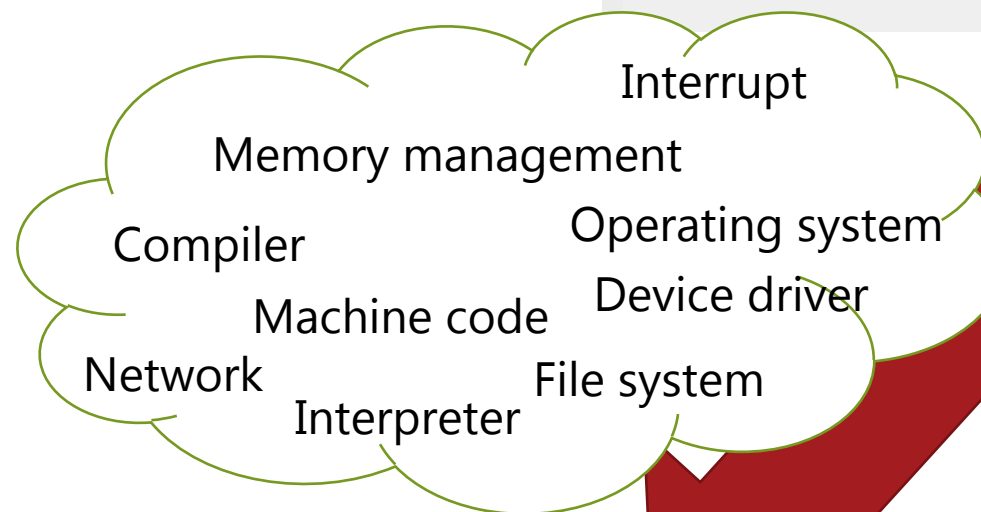 Interrupt
Memory management
Operating system
Compiler
Device driver
Machine code
Network
File system
Interpreter